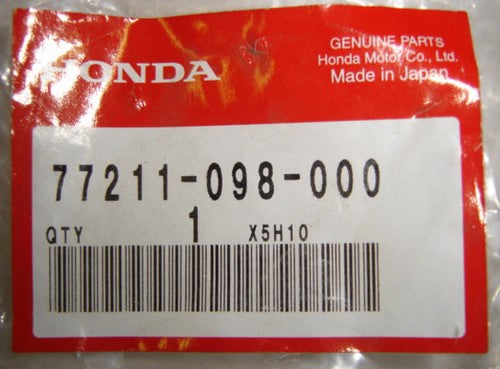 HONDA
GENUINE PARTS
Honda Motor Co., Ltd.
Made in Japan
77211-098-000
QTY 1 X5H10